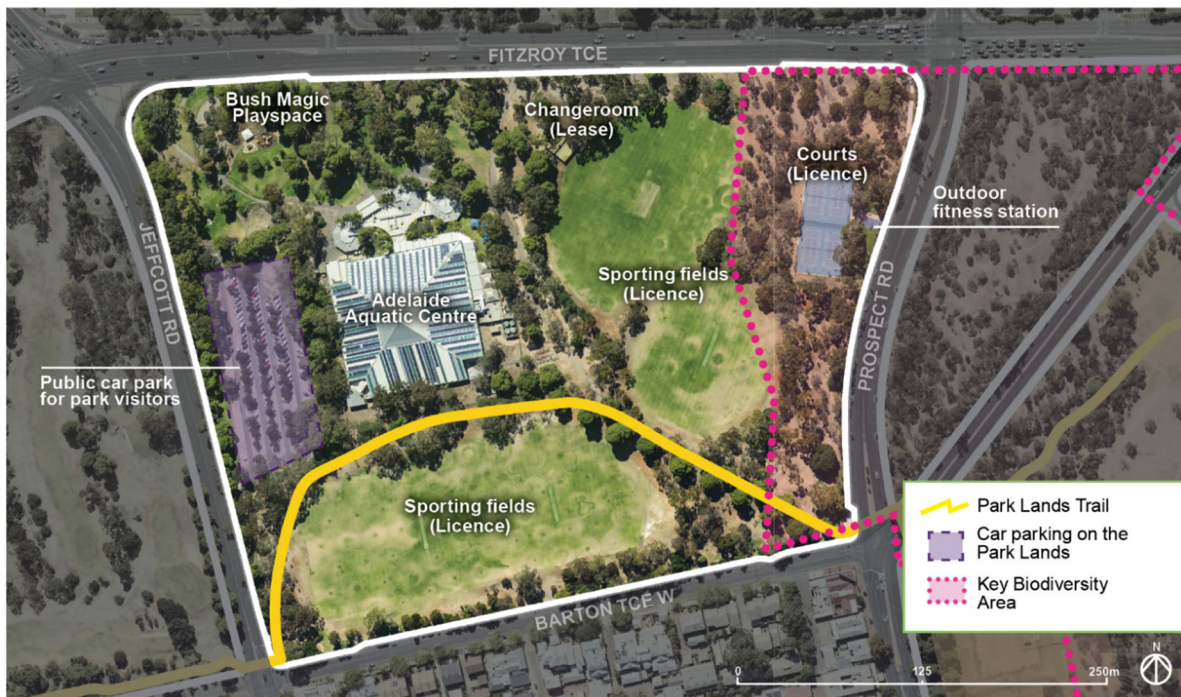 FITZROY TCE
Bush Magic
Playspace
Changeroom
(Lease)
Courts
(Licence)
Outdoor
fitness station
JEFFCOTT RD
Sporting fields
(Licence)
Adelaide
Aquatic Centre
PROSPECT RD
Public car park
for park visitors
Sporting fields
(Licence)
BARTON TCE W
Park Lands Trail
Car parking on the
Park Lands
Key Biodiversity
Area
N
0
125
250m